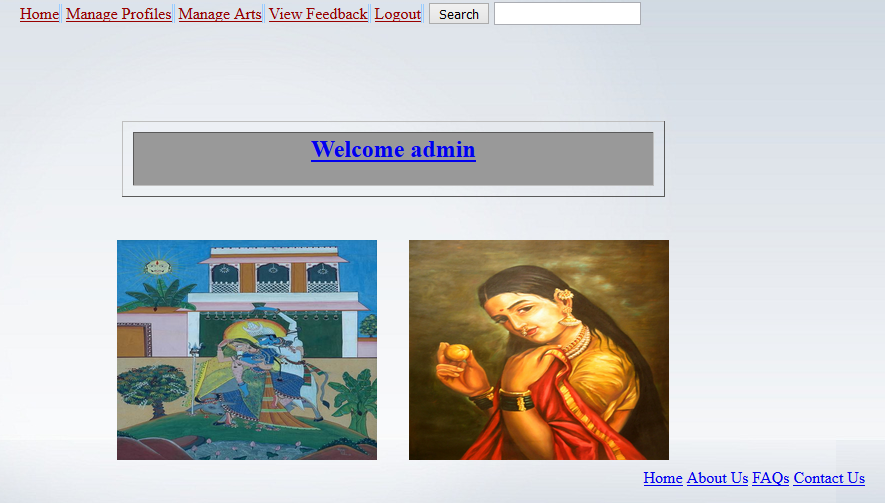 Home Manage Profiles Manage Arts View Feedback Logout Search
Welcome admin
Home About Us FAQs Contact Us